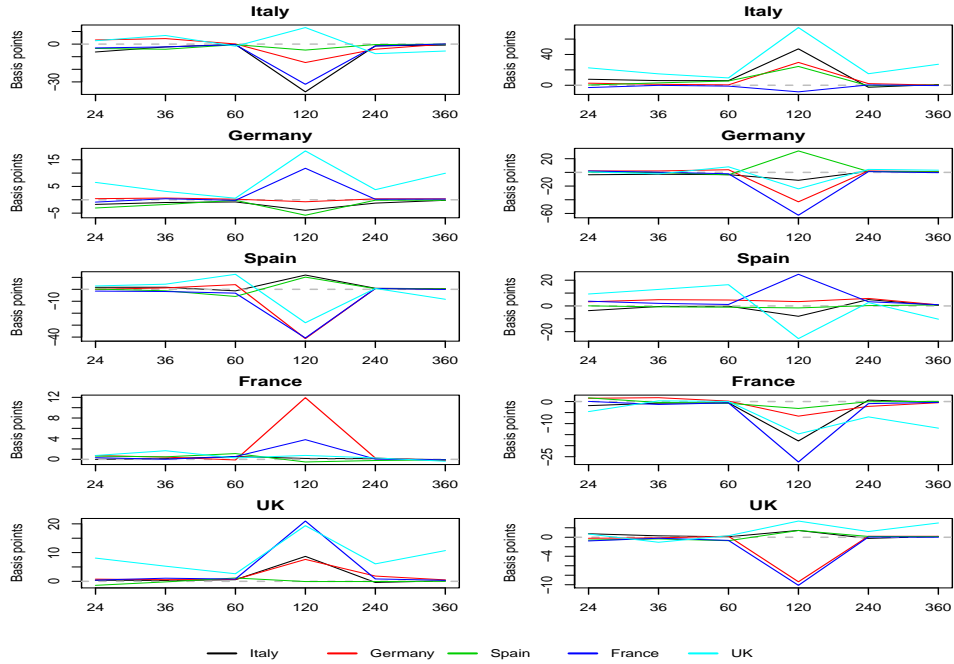 Italy
Basis points
0
-30
24 36 60 120 240 360
Italy
Basis points
40
0
24 36 60 120 240 360
Germany
Basis points
15
5
-5
24 36 60 120 240 360
Germany
Basis points
20
-20
-60
24 36 60 120 240 360
Spain
Basis points
-10
-40
24 36 60 120 240 360
Spain
Basis points
20
0
-20
24 36 60 120 240 360
France
Basis points
12
8
4
0
24 36 60 120 240 360
France
Basis points
0
-10
-25
24 36 60 120 240 360
UK
Basis points
20
10
0
24 36 60 120 240 360
UK
Basis points
0
-4
-10
24 36 60 120 240 360
Italy Germany Spain France UK